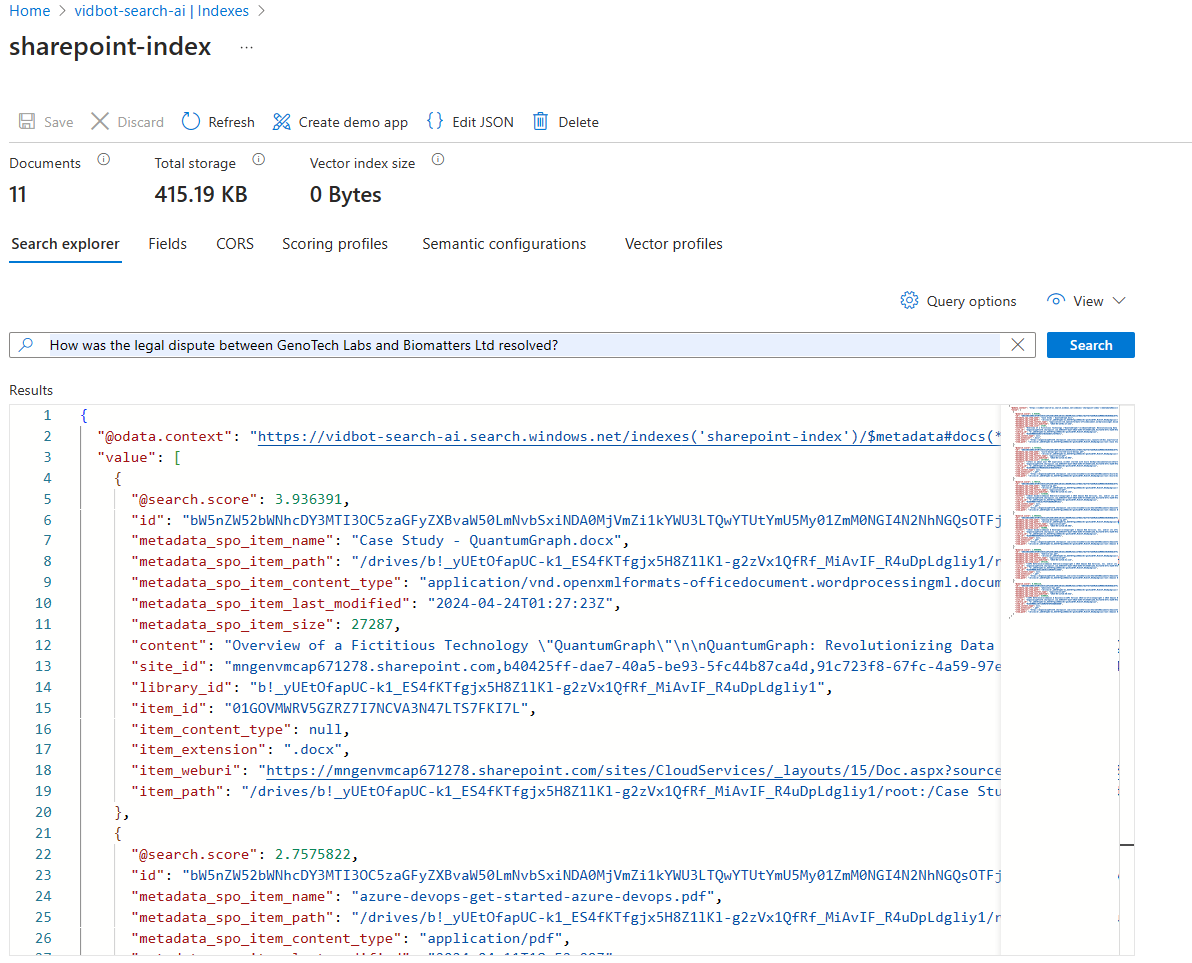 Home > vidbot-search-ai | Indexes >
sharepoint-index ...
Save Discard Refresh Create demo app {} Edit JSON Delete
Documents Total storage Vector index size
11 415.19 KB 0 Bytes
Search explorer Fields CORS Scoring profiles Semantic configurations Vector profiles
Query options View
How was the legal dispute between GenoTech Labs and Biomatters Ltd resolved? Search
Results
1 {
2 "@odata.context": "https://vidbot-search-ai.search.windows.net/indexes('sharepoint-index')/$metadata#docs(*
3 "value": [
4 {
5 "@search.score": 3.936391,
6 "id": "bW5nZW52bWNhcDY3MTI3OC5zaGFyZXBvaW50LmNvbSxiNDA0MjVmZi1kYWU3LTQwYTUtYmU5My01ZmM0NGI4N2NhNGQsOTFj
7 "metadata_spo_item_name": "Case Study - QuantumGraph.docx",
8 "metadata_spo_item_path": "/drives/b!_yUEtOfapUC-k1_ES4fKTfgjx5H8Z1lKl-g2zVx1QfRf_MiAvIF_R4uDpLdgliy1/r
9 "metadata_spo_item_content_type": "application/vnd.openxmlformats-officedocument.wordprocessingml.docum
10 "metadata_spo_item_last_modified": "2024-04-24T01:27:23Z",
11 "metadata_spo_item_size": 27287,
12 "content": "Overview of a Fictitious Technology \"QuantumGraph\"\n\nQuantumGraph: Revolutionizing Data
13 "site_id": "mngenvmcap671278.sharepoint.com,b40425ff-dae7-40a5-be93-5fc44b87ca4d,91c723f8-67fc-4a59-97e
14 "library_id": "b!_yUEtOfapUC-k1_ES4fKTfgjx5H8Z1lKl-g2zVx1QfRf_MiAvIF_R4uDpLdgliy1",
15 "item_id": "01GOVMWRV5GZRZ7I7NCVA3N47LTS7FKI7L",
16 "item_content_type": null,
17 "item_extension": ".docx",
18 "item_weburi": "https://mngenvmcap671278.sharepoint.com/sites/CloudServices/_layouts/15/Doc.aspx?source
19 "item_path": "/drives/b!_yUEtOfapUC-k1_ES4fKTfgjx5H8Z1lKl-g2zVx1QfRf_MiAvIF_R4uDpLdgliy1/root:/Case Stu
20 },
21 {
22 "@search.score": 2.7575822,
23 "id": "bW5nZW52bWNhcDY3MTI3OC5zaGFyZXBvaW50LmNvbSxiNDA0MjVmZi1kYWU3LTQwYTUtYmU5My01ZmM0NGI4N2NhNGQsOTFj
24 "metadata_spo_item_name": "azure-devops-get-started-azure-devops.pdf",
25 "metadata_spo_item_path": "/drives/b!_yUEtOfapUC-k1_ES4fKTfgjx5H8Z1lKl-g2zVx1QfRf_MiAvIF_R4uDpLdgliy1/r
26 "metadata_spo_item_content_type": "application/pdf",